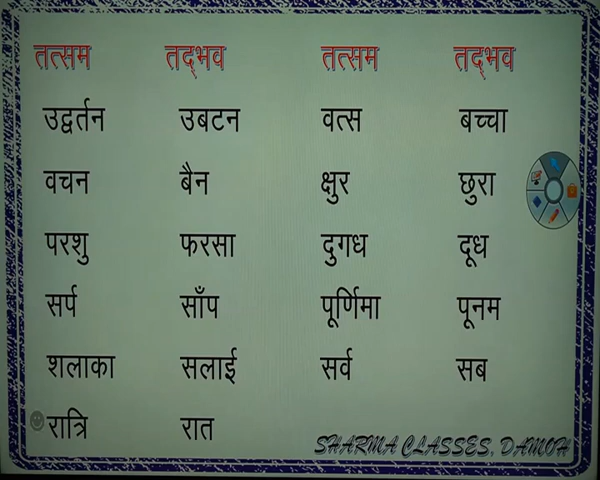 तत्सम तद्भव तत्सम तद्भव
उद्वर्तन उबटन वत्स बच्चा
वचन बैन क्षुर छुरा
परशु फरसा दुगध दूध
सर्प साँप पूर्णिमा पूनम
शलाका सलाई सर्व सब
रात्रि रात
SHARMA CLASSES, DAMOH